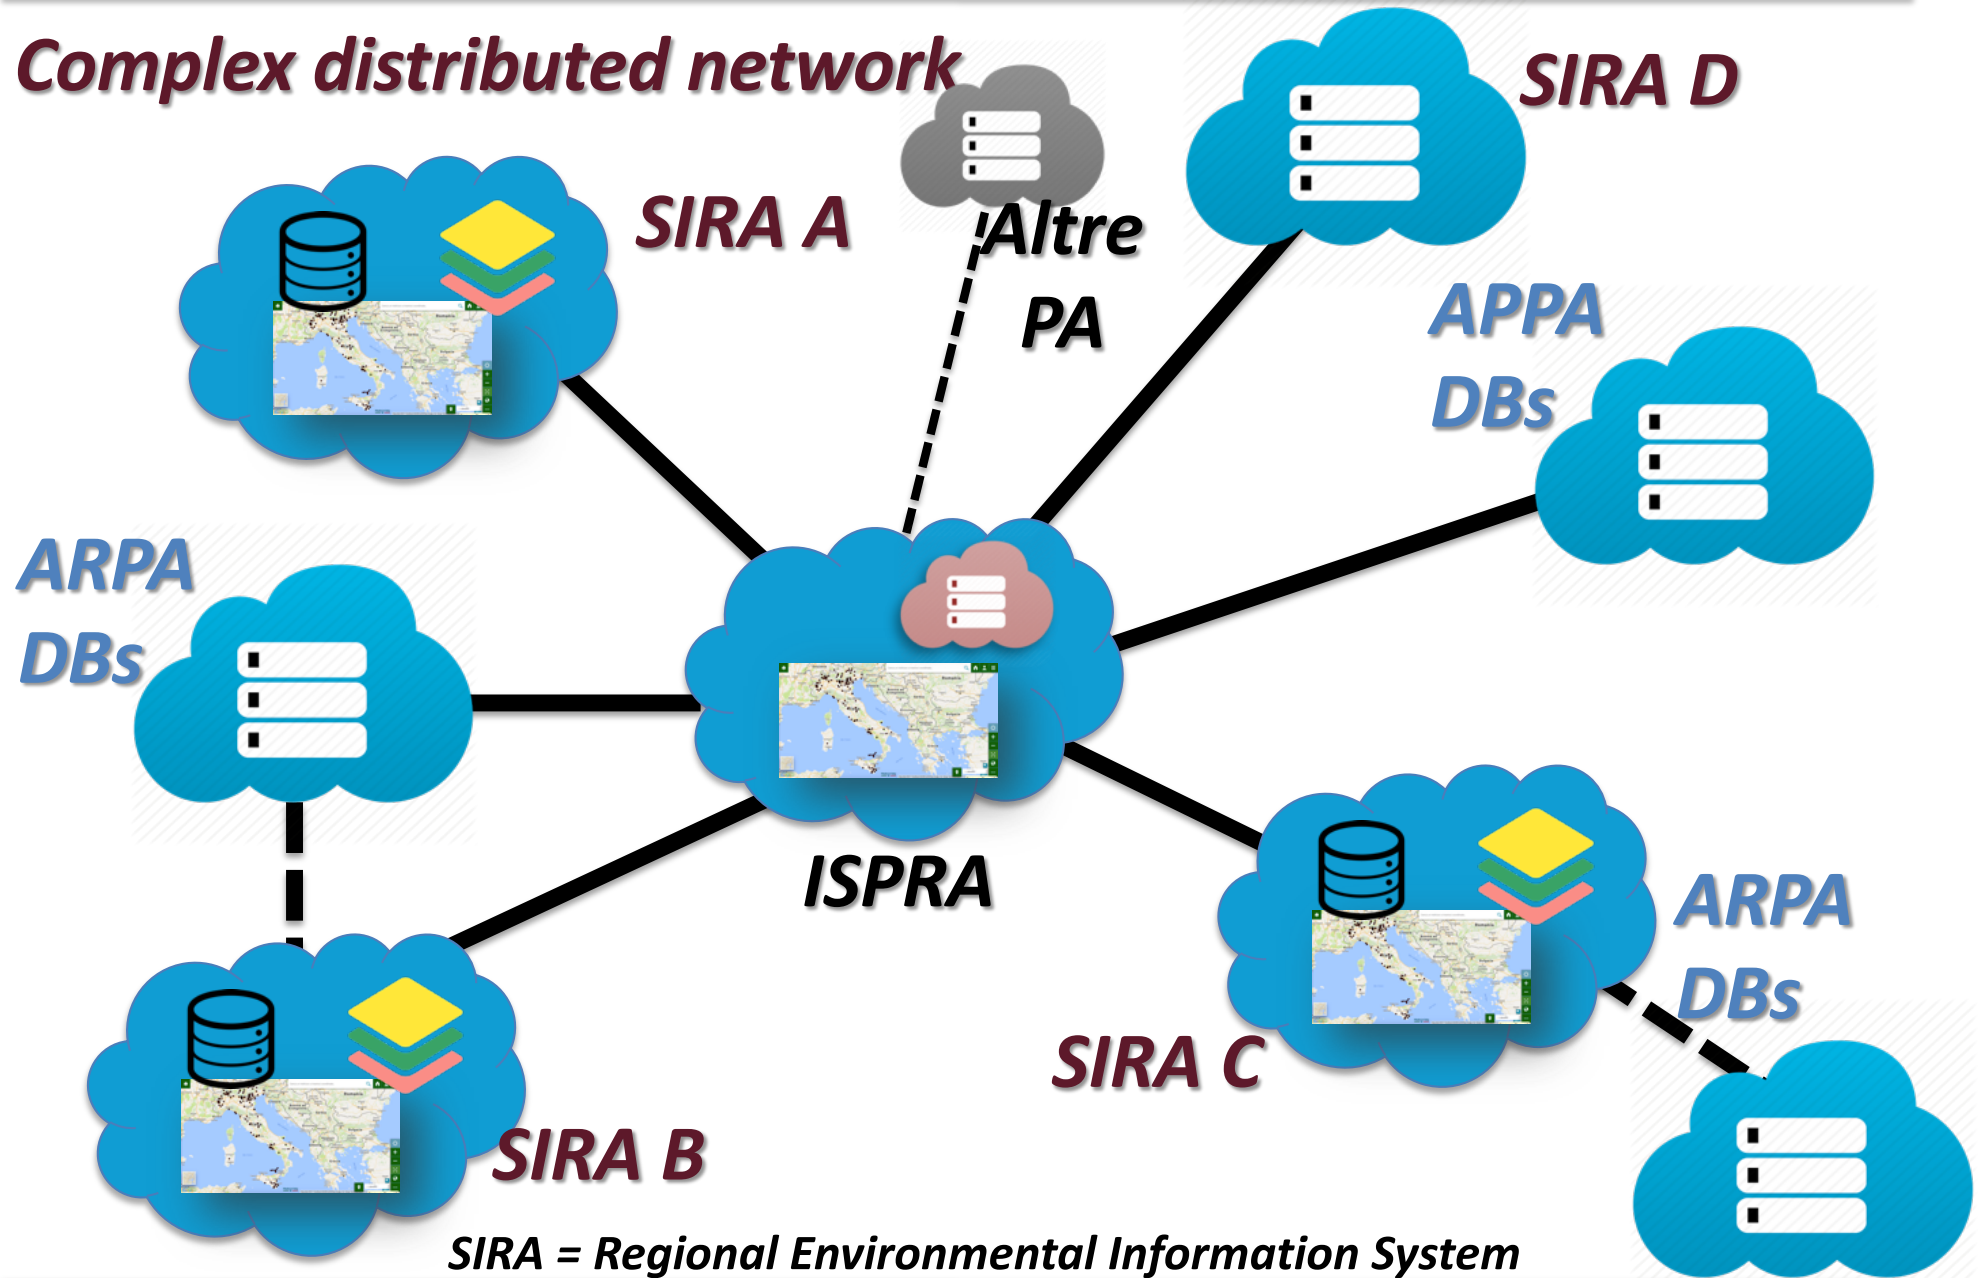 Complex distributed network
SIRA D
SIRA A
Altre
PA
APPA
DBs
ARPA
DBs
ISPRA
ARPA
DBs
SIRA C
SIRA B
SIRA = Regional Environmental Information System